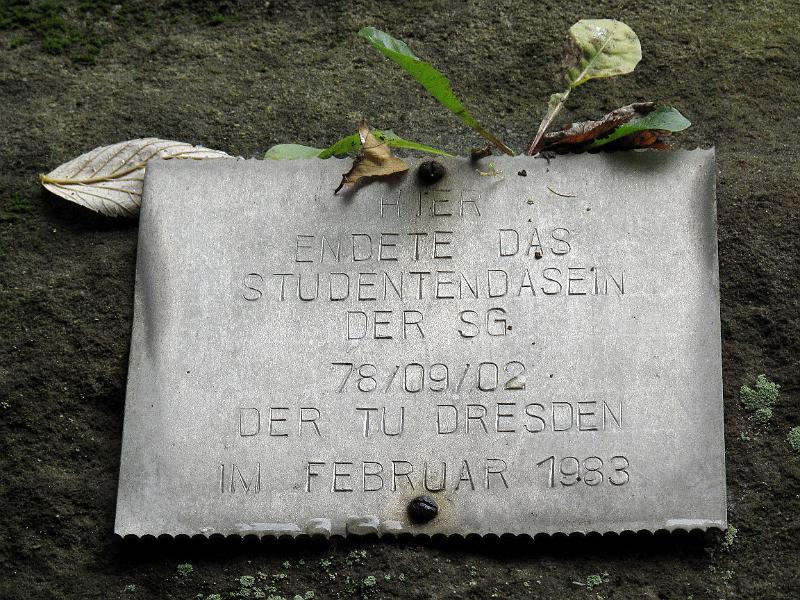 HIER
ENDETE DAS
STUDENTENDASEIN
DER SG
78/09/02
DER TU DRESDEN
IM FEBRUAR 1983